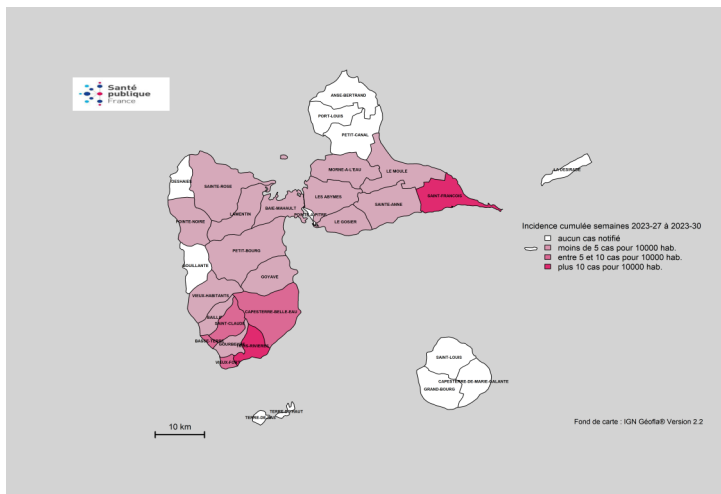 Santé
publique
France
ANSE-BERTRAND
PORT-LOUIS
PETIT-CANAL
MORNE-A-L'EAU
LE MOULE
LA DESIRADE
DESHAIES
SAINTE-ROSE
LES ABYMES
SAINT-FRANCOIS
SAINTE-ANNE
BAIE-MAHAULT
LAMENTIN
POINTE-A-PITRE
LE GOSIER
POINTE-NOIRE
Incidence cumulée semaines 2023-27 à 2023-30
aucun cas notifié
moins de 5 cas pour 10000 hab.
entre 5 et 10 cas pour 10000 hab.
plus 10 cas pour 10000 hab.
PETIT-BOURG
BOUILLANTE
GOYAVE
VIEUX-HABITANTS
CAPESTERRE-BELLE-EAU
BAILLIF
SAINT-CLAUDE
BASSE-TERRE
GOURBEYRE
TROIS-RIVIERES
VIEUX-FORT
SAINT-LOUIS
CAPESTERRE-DE-MARIE-GALANTE
GRAND-BOURG
TERRE-DE-HAUT
TERRE-DE-BAS
10 km
Fond de carte : IGN Géofla® Version 2.2